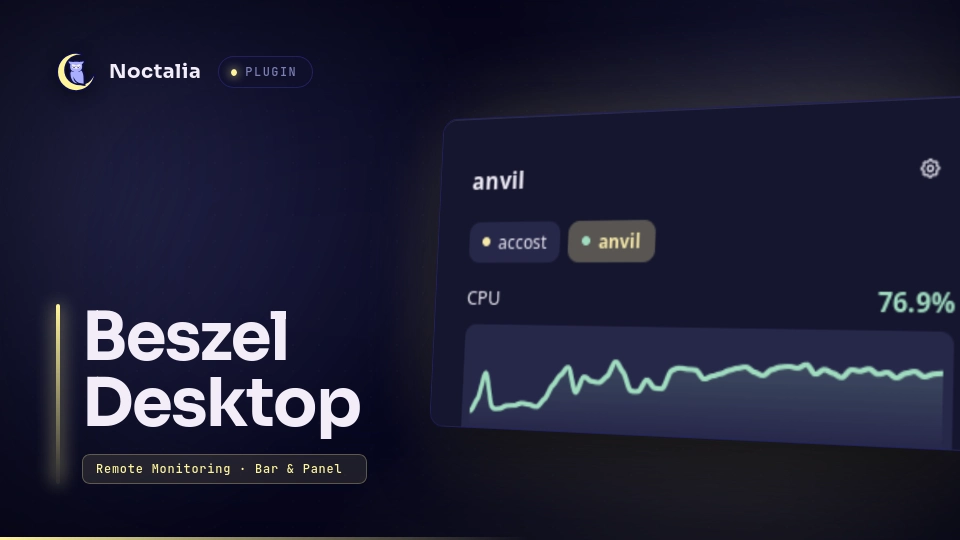 Noctalia
PLUGIN
anvil
accost
anvil
CPU
76.9%
Beszel
Desktop
Remote Monitoring · Bar & Panel